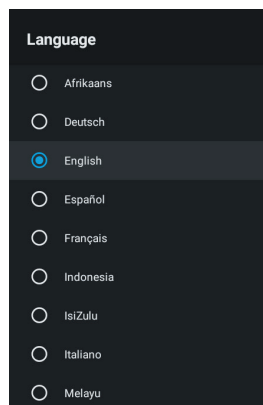 Language
Afrikaans
Deutsch
English
Español
Français
Indonesia
IsiZulu
Italiano
Melayu